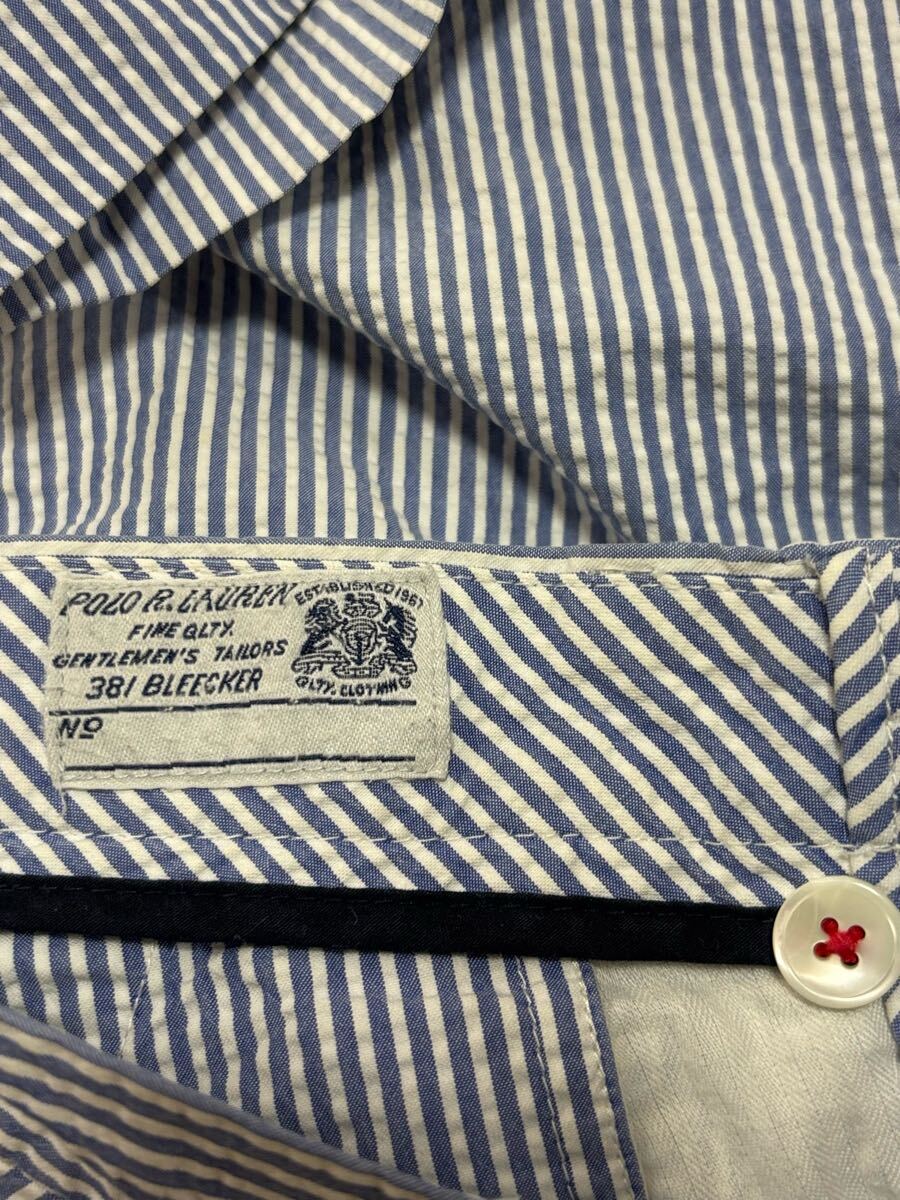 POLO R. LAUREN
FINE QLTY.
GENTLEMEN'S TAILORS
381 BLEECKER
ESTABLISHED 1967
QLTY. CLOTHING
Nº